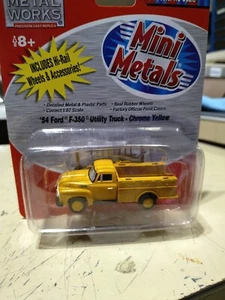 METAL
WORKS
8+
INCLUDES Hi-Rail
Wheels & Accessories!
Mini
Metals
• Detailed Metal & Plastic Parts
• Real Rubber Wheels
• Correct 1:87 Scale
• Factory Official Paint Colors
'54 Ford® F-350® Utility Truck - Chrome Yellow